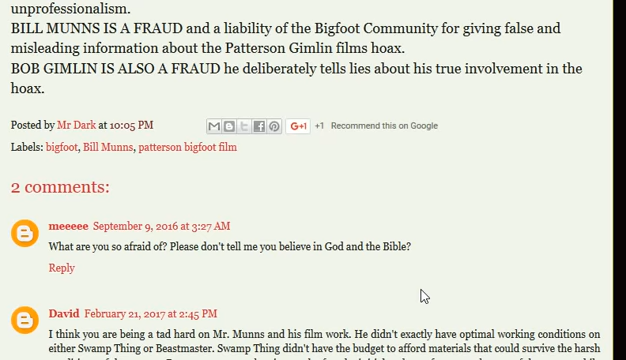 unprofessionalism.
BILL MUNNS IS A FRAUD and a liability of the Bigfoot Community for giving false and
misleading information about the Patterson Gimlin films hoax.
BOB GIMLIN IS ALSO A FRAUD he deliberately tells lies about his true involvement in the
hoax.
Posted by Mr Dark at 10:05 PM G+1 +1 Recommend this on Google
Labels: bigfoot, Bill Munns, patterson bigfoot film
2 comments:
meeeee September 9, 2016 at 3:27 AM
What are you so afraid of? Please don't tell me you believe in God and the Bible?
Reply
David February 21, 2017 at 2:45 PM
I think you are being a tad hard on Mr. Munns and his film work. He didn't exactly have optimal working conditions on
either Swamp Thing or Beastmaster. Swamp Thing didn't have the budget to afford materials that could survive the harsh